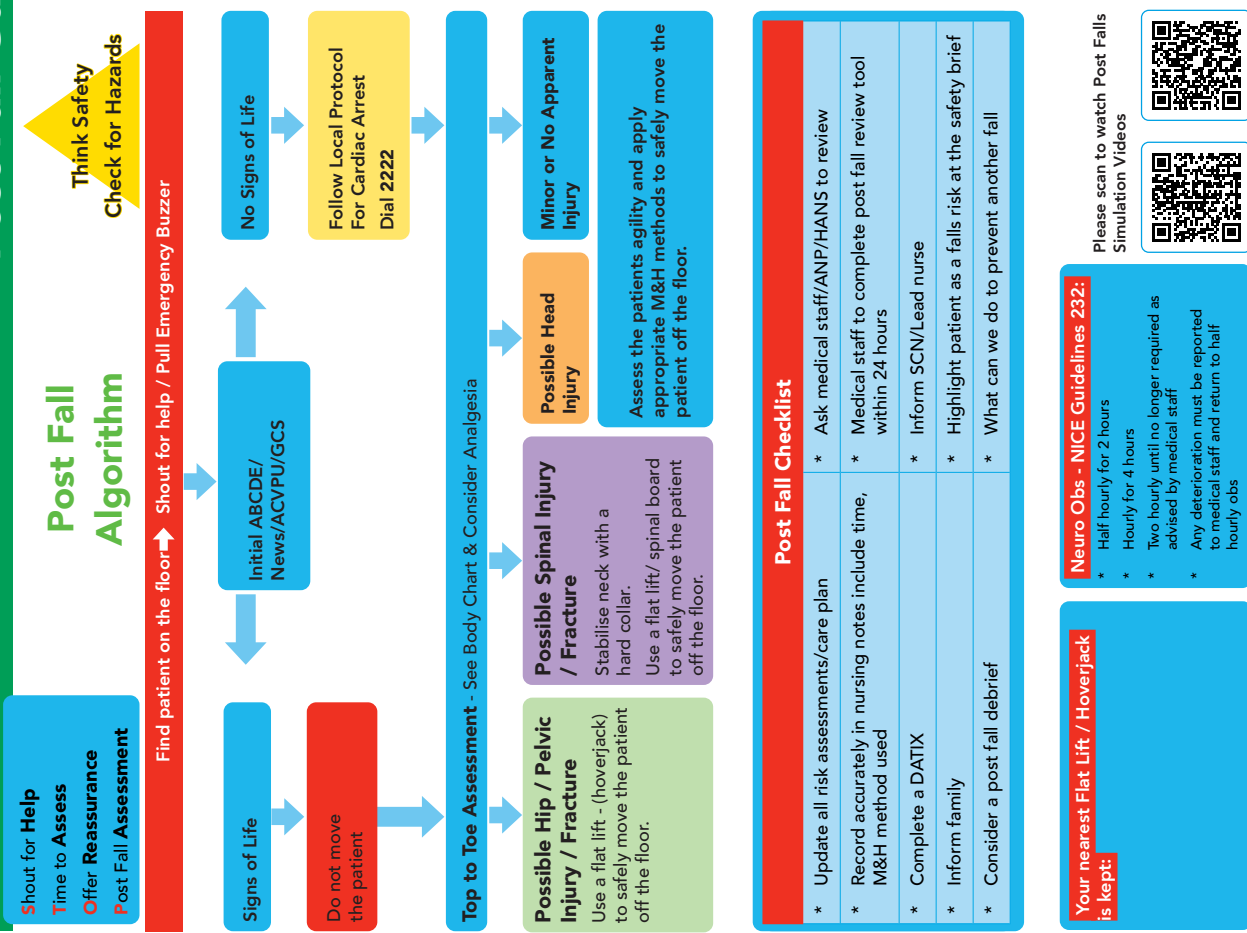 Shout for Help
Time to Assess
Offer Reassurance
Post Fall Assessment
Post Fall
Algorithm
Think Safety
Check for Hazards
Find patient on the floor Shout for help / Pull Emergency Buzzer
Initial ABCDE/
News/ACVPU/GCS
Signs of Life
No Signs of Life
Do not move
the patient
Follow Local Protocol
For Cardiac Arrest
Dial 2222
Top to Toe Assessment - See Body Chart & Consider Analgesia
Possible Hip / Pelvic
Injury / Fracture
Use a flat lift - (hoverjack)
to safely move the patient
off the floor.
Possible Spinal Injury
/ Fracture
Stabilise neck with a
hard collar.
Use a flat lift/ spinal board
to safely move the patient
off the floor.
Possible Head
Injury
Minor or No Apparent
Injury
Assess the patients agility and apply
appropriate M&H methods to safely move the
patient off the floor.
Post Fall Checklist
* Update all risk assessments/care plan
* Ask medical staff/ANP/HANS to review
* Record accurately in nursing notes include time,
M&H method used
* Medical staff to complete post fall review tool
within 24 hours
* Complete a DATIX
* Inform SCN/Lead nurse
* Inform family
* Highlight patient as a falls risk at the safety brief
* Consider a post fall debrief
* What can we do to prevent another fall
Your nearest Flat Lift / Hoverjack
is kept:
Neuro Obs - NICE Guidelines 232:
* Half hourly for 2 hours
* Hourly for 4 hours
* Two hourly until no longer required as
advised by medical staff
* Any deterioration must be reported
to medical staff and return to half
hourly obs
Please scan to watch Post Falls
Simulation Videos